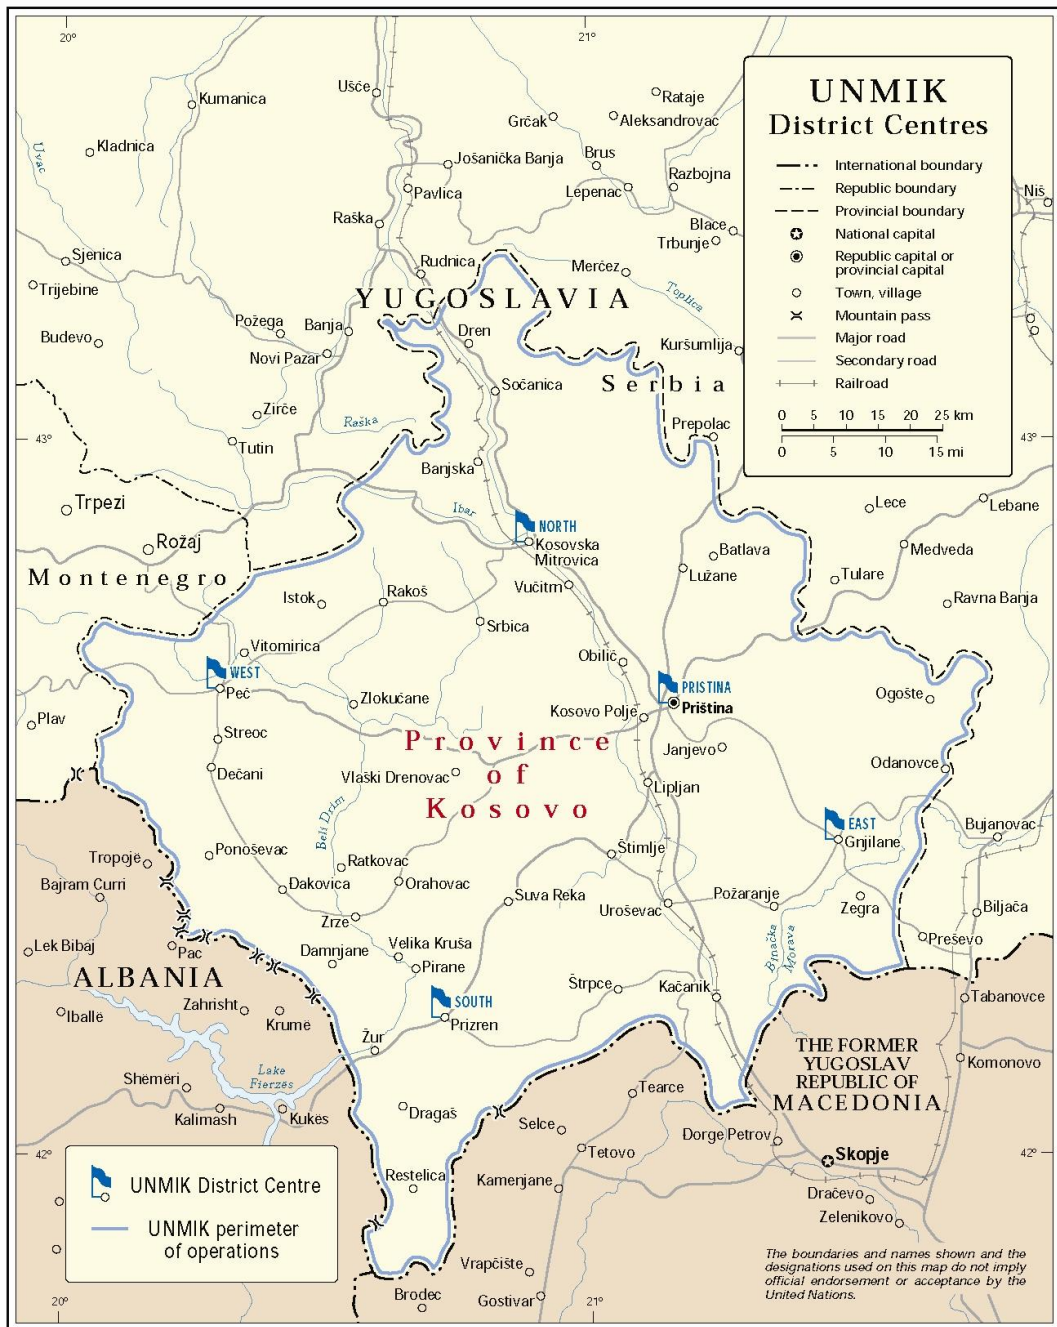 20°
21°
Ušće
Kumanica
Rataje
Grčak
Aleksandrovac
Kladnica
Uvac
Jošanička Banja
Brus
Pavlica
Lepenac
Razbojna
Niš
Raška
Blace
Trbunje
Sjenica
Rudnica
Merčez
Trijebine
YUGOSLAVIA
Toplica
Požega
Banja
Dren
Budevo
Kuršumlija
Novi Pazar
Sočanica
Serbia
Zirče
Raška
Prepolac
43°
43°
Tutin
Banjska
Trpezi
Ibar
Lece
Lebane
NORTH
Rožaj
Kosovska
Mitrovica
Batlava
Medveda
Montenegro
Vučitm
Lužane
Tulare
Istok
Rakoš
Ravna Banja
Srbica
Vitomirica
Obilić
WEST
Peč
PRISTINA
Zlokućane
Priština
Ogošte
Plav
Kosovo Polje
Streoc
Province
of
Kosovo
Janjevo
Dečani
Vlaški Drenovac
Odanovce
Lipljan
Beli Drim
EAST
Bujanovac
Gnjilane
Tropojë
Ponoševac
Ratkovac
Štimlje
Bajram Curri
Đakovica
Orahovac
Suva Reka
Požaranje
Uroševac
Zegra
Biljača
Zrze
Binačka
Morava
Preševo
Lek Bibaj
Pac
Damnjane
Velika Kruša
Pirane
ALBANIA
Štrpce
Kačanik
Tabanovce
Zahrisht
SOUTH
Iballë
Krumë
Prizren
Žur
THE FORMER
YUGOSLAV
REPUBLIC OF
MACEDONIA
Komonovo
Shëmëri
Lake
Fierzës
Tearce
Kalimash
Kukës
Dragaš
Selce
Đorge Petrov
42°
42°
Tetovo
Skopje
Restelica
Kamenjane
Dračevo
Zelenikovo
Vrapčište
Brodec
Gostivar
20°
21°
UNMIK
District Centres
International boundary
Republic boundary
Provincial boundary
National capital
Republic capital or
provincial capital
Town, village
Mountain pass
Major road
Secondary road
Railroad
0 5 10 15 20 25 km
0 5 10 15 mi
UNMIK District Centre
UNMIK perimeter
of operations
The boundaries and names shown and the
designations used on this map do not imply
official endorsement or acceptance by the
United Nations.